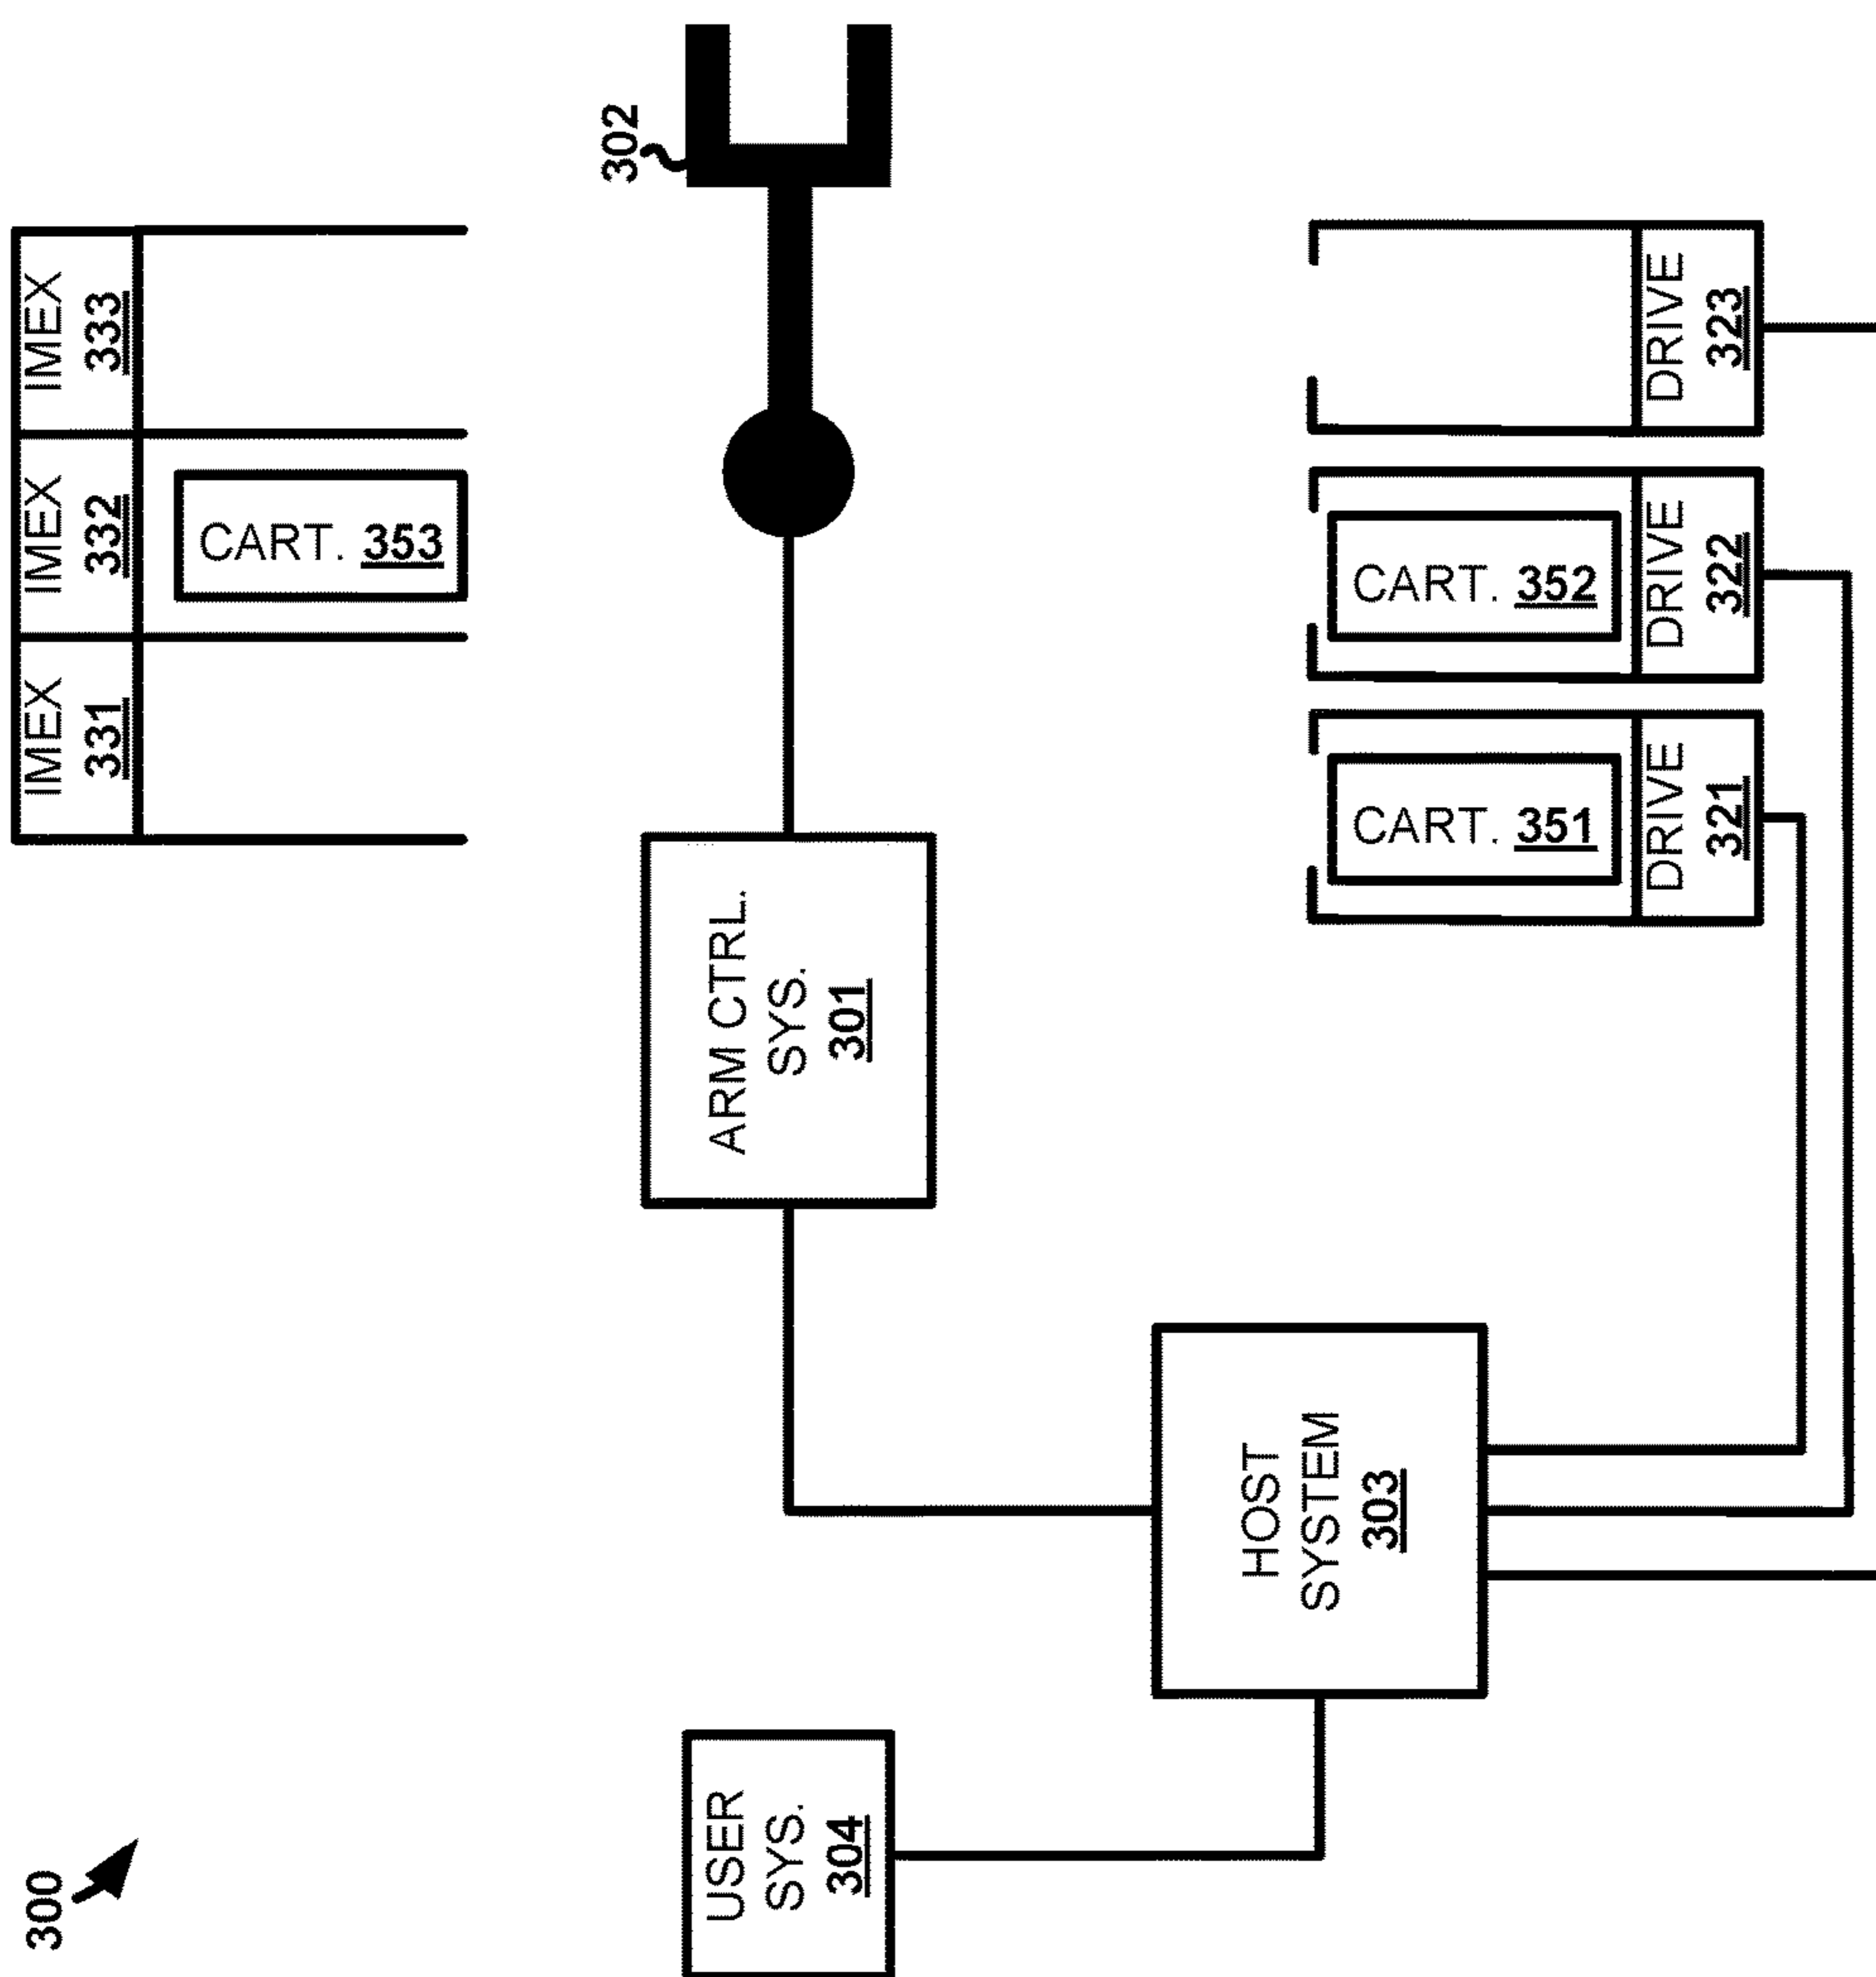 300
IMEX
331
IMEX
332
IMEX
333
CART. 353
302
USER
SYS.
304
ARM CTRL.
SYS.
301
HOST
SYSTEM
303
CART. 351
CART. 352
DRIVE
321
DRIVE
322
DRIVE
323